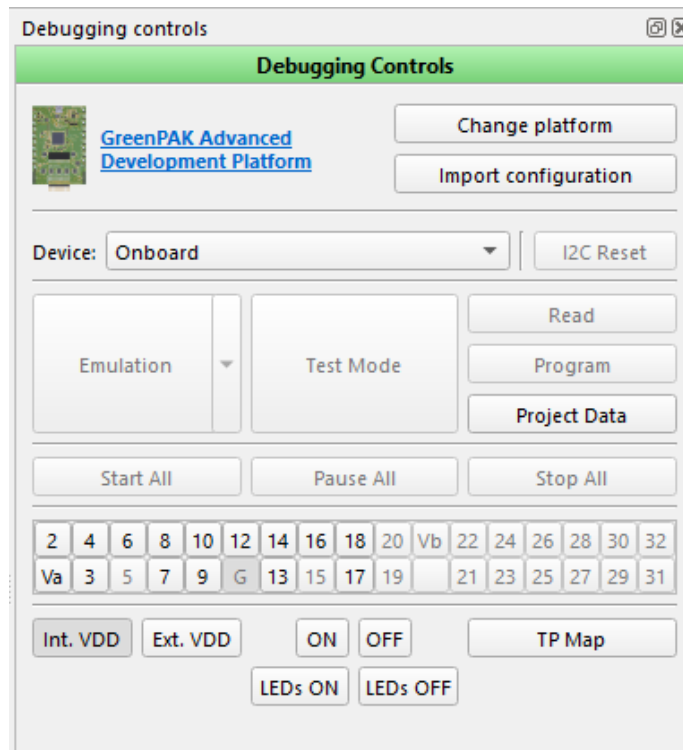 Debugging controls
Debugging Controls
GreenPAK Advanced
Development Platform
Change platform
Import configuration
Device: Onboard I2C Reset
Emulation Test Mode Read
Program
Project Data
Start All Pause All Stop All
2 4 6 8 10 12 14 16 18 20 Vb 22 24 26 28 30 32
Va 3 5 7 9 G 13 15 17 19 21 23 25 27 29 31
Int. VDD Ext. VDD ON OFF TP Map
LEDs ON LEDs OFF